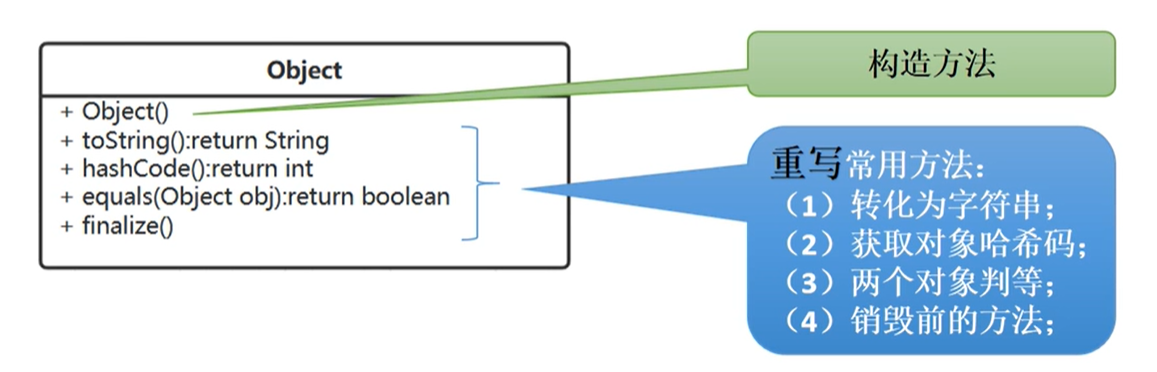 Object
+ Object()
+ toString():return String
+ hashCode():return int
+ equals(Object obj):return boolean
+ finalize()
构造方法
重写常用方法：
（1）转化为字符串；
（2）获取对象哈希码；
（3）两个对象判等；
（4）销毁前的方法；